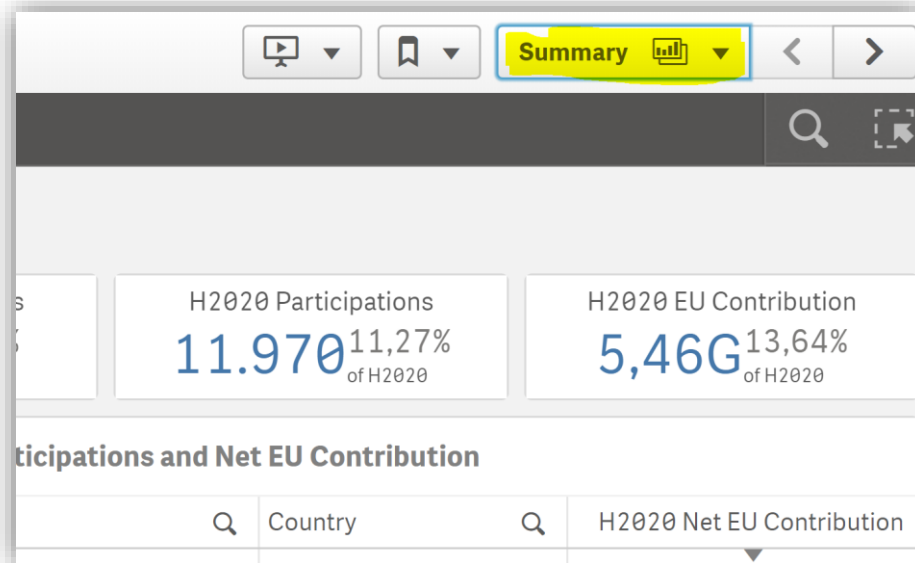 Summary
H2020 Participations
11.970 11,27%
of H2020
H2020 EU Contribution
5,46G 13,64%
of H2020
ticipations and Net EU Contribution
Country
H2020 Net EU Contribution